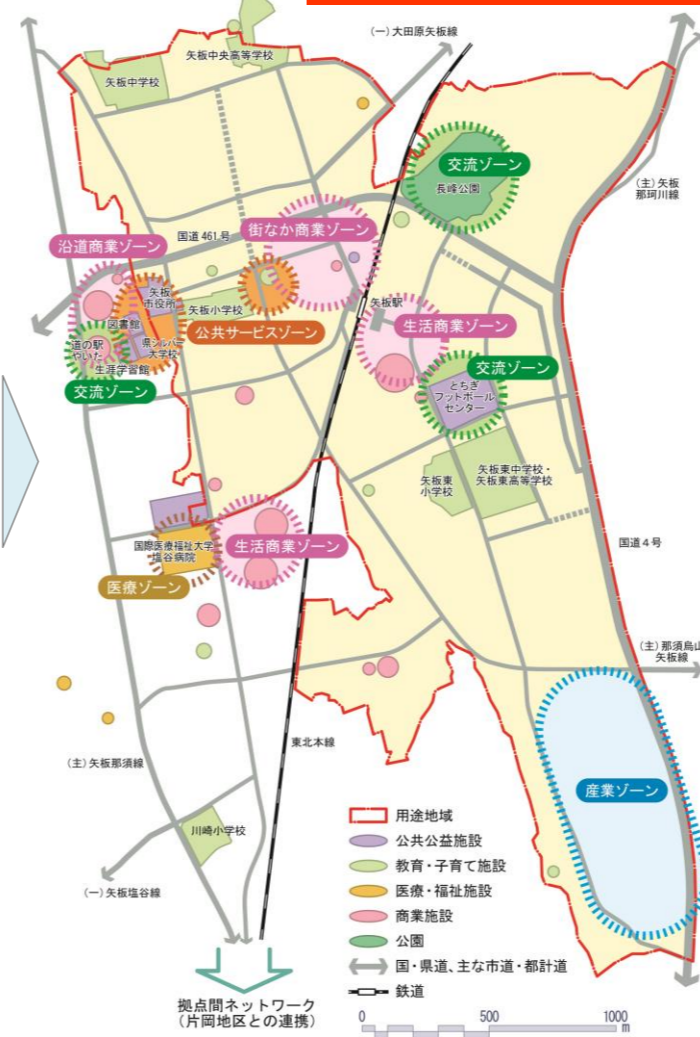 (一)大田原矢板線
矢板中央高等学校
矢板中学校
交流ゾーン
長峰公園
(主)矢板
那珂川線
街なか商業ゾーン
国道461号
沿道商業ゾーン
矢板
市役所
図書館
矢板小学校
矢板駅
公共サービスゾーン
生活商業ゾーン
道の駅
やいた
県シルバー
大学校
生涯学習館
交流ゾーン
交流ゾーン
とちぎ
フットボール
センター
矢板東
小学校
矢板東中学校・
矢板東高等学校
国際医療福祉大学
塩谷病院
生活商業ゾーン
国道4号
医療ゾーン
(主)那須烏山
矢板線
(主)矢板那須線
東北本線
産業ゾーン
川崎小学校
(一)矢板塩谷線
用途地域
公共公益施設
教育・子育て施設
医療・福祉施設
商業施設
公園
国・県道、主な市道・都計道
鉄道
拠点間ネットワーク
(片岡地区との連携)
0 500 1000
m